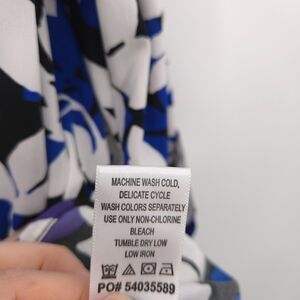 MACHINE WASH COLD,
DELICATE CYCLE
WASH COLORS SEPARATELY
USE ONLY NON-CHLORINE
BLEACH
TUMBLE DRY LOW
LOW IRON
PO# 54035589